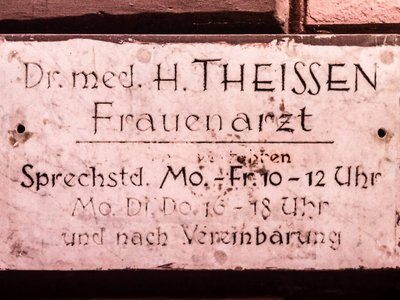 Dr. med. H. THEISSEN
Frauenarzt
Sprechstd. Mo. - Fr. 10 - 12 Uhr
Mo. Di. Do. 16 - 18 Uhr
und nach Vereinbarung